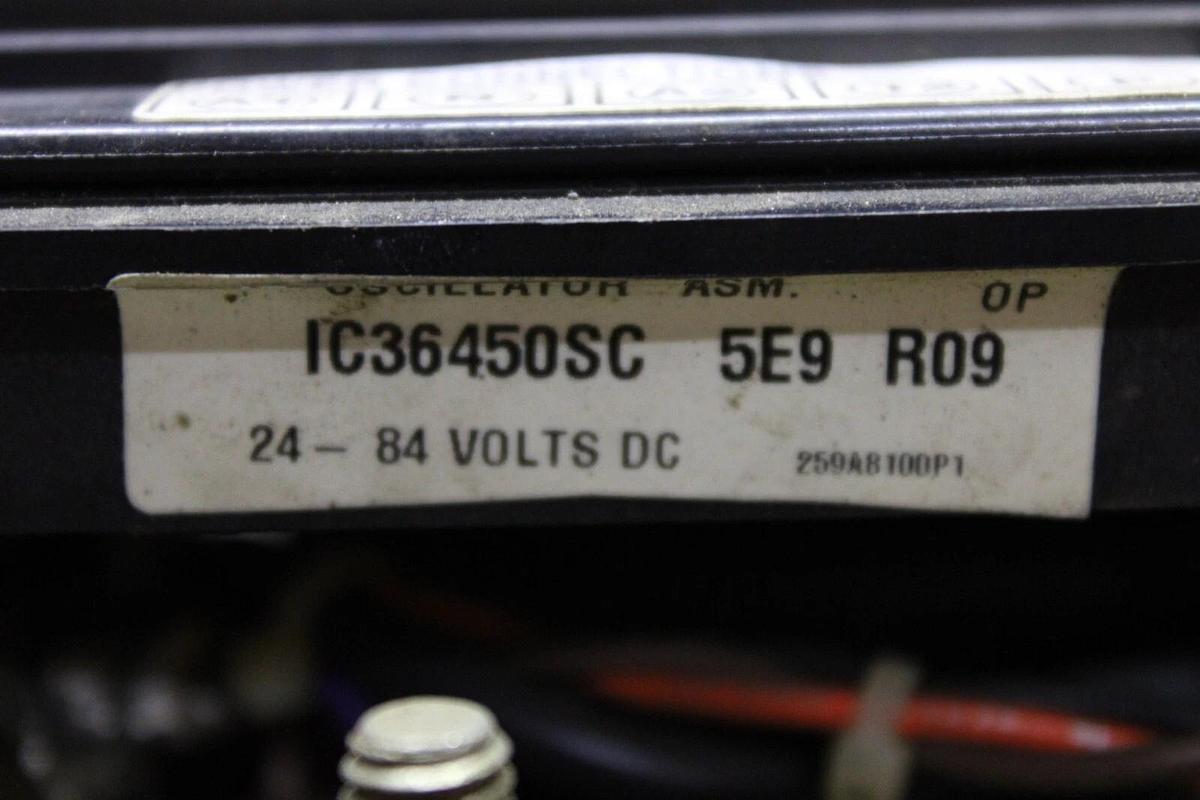 OSCILLATOR ASM. OP
IC36450SC 5E9 R09
24 – 84 VOLTS DC 259A8100P1